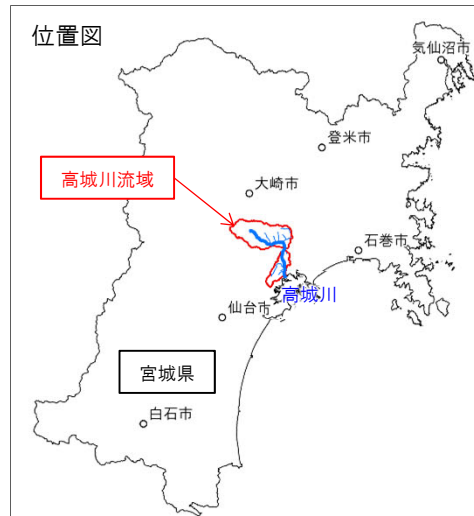 位置図
気仙沼市
登米市
高城川流域
大崎市
石巻市
高城川
仙台市
宮城県
白石市